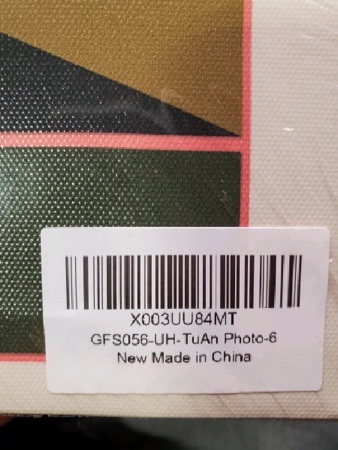 X003UU84MT
GFS056-UH-TuAn Photo-6
New Made in China